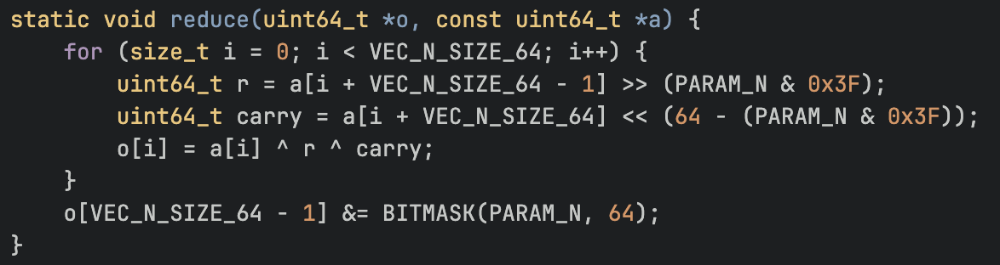 static void reduce(uint64_t *o, const uint64_t *a) {
    for (size_t i = 0; i < VEC_N_SIZE_64; i++) {
        uint64_t r = a[i + VEC_N_SIZE_64 - 1] >> (PARAM_N & 0x3F);
        uint64_t carry = a[i + VEC_N_SIZE_64] << (64 - (PARAM_N & 0x3F));
        o[i] = a[i] ^ r ^ carry;
    }
    o[VEC_N_SIZE_64 - 1] &= BITMASK(PARAM_N, 64);
}